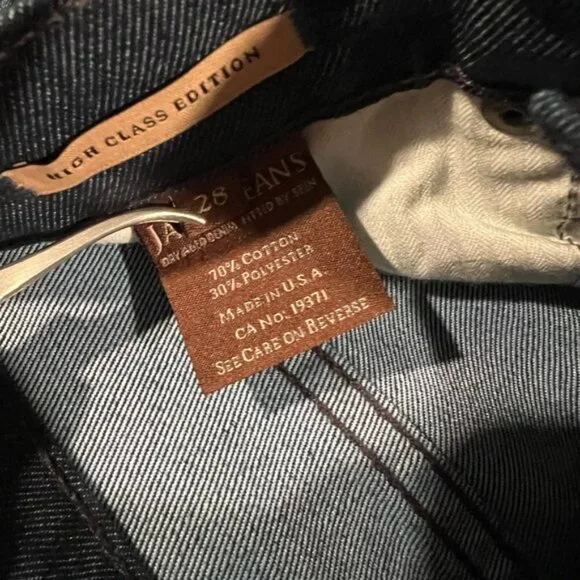 HIGH CLASS EDITION
28
70% COTTON
30% POLYESTER
MADE IN U.S.A.
CA NO: 19371
SEE CARE ON REVERSE